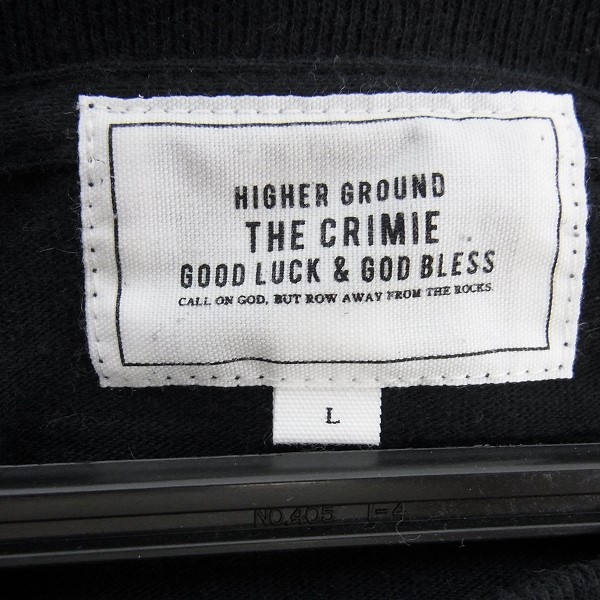 HIGHER GROUND
THE CRIMIE
GOOD LUCK & GOD BLESS
CALL ON GOD, BUT ROW AWAY FROM THE ROCKS.
L
NO.405 I-4